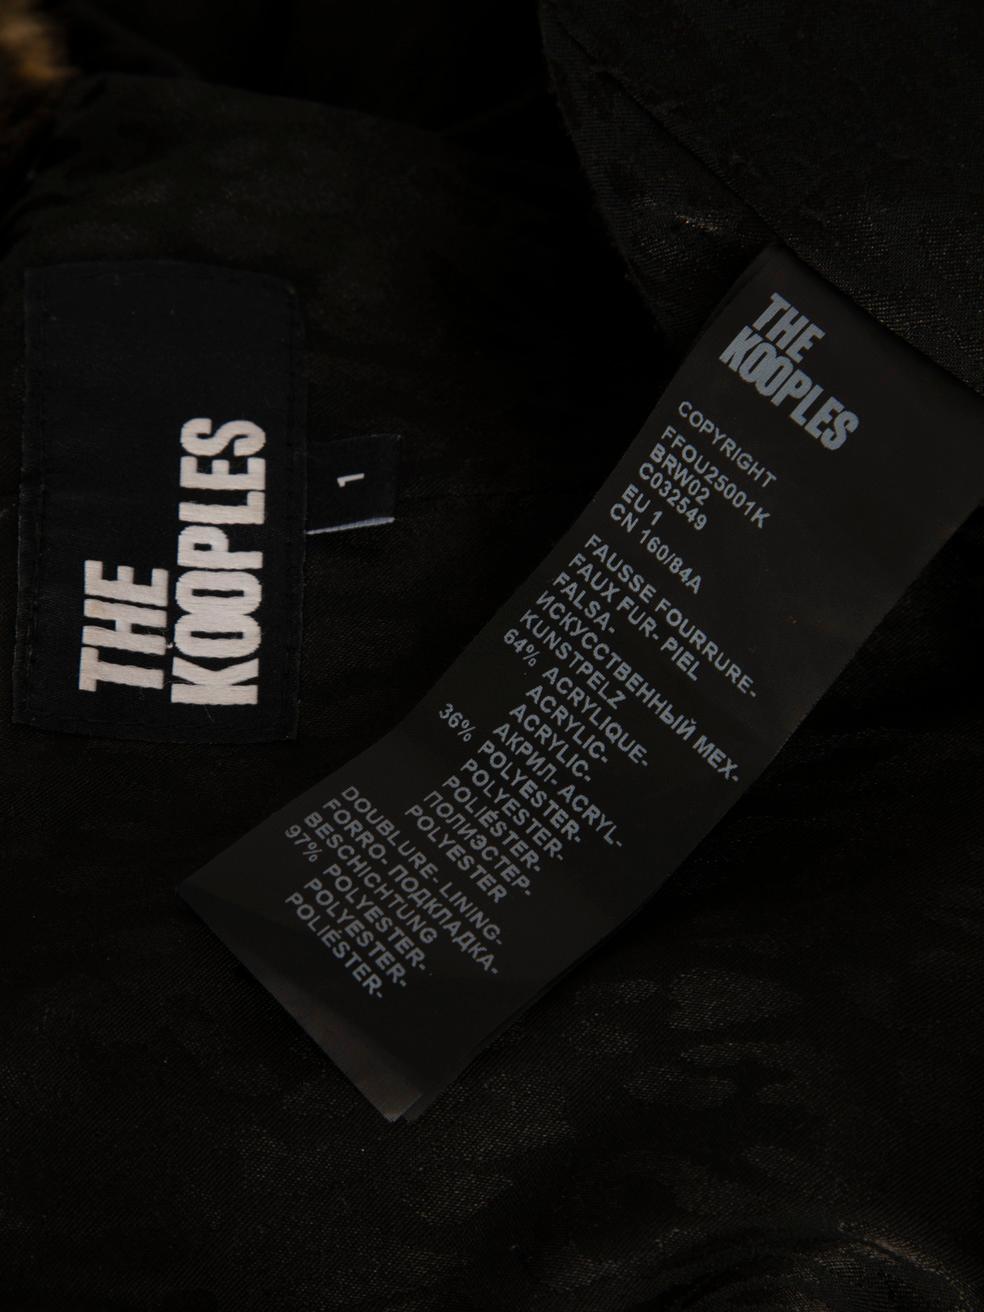 THE
KOOPLES
1
THE
KOOPLES
COPYRIGHT
FFOU25001K
BRW02
C032549
EU 1
CN 160/84A
FAUSSE FOURRURE-
FAUX FUR- PIEL
FALSA-
ИСКУССТВЕННЫЙ МЕХ-
KUNSTPELZ
64% ACRYLIQUE-
ACRYLIC-
ACRYLIC-
АКРИЛ- ACRYL-
36% POLYESTER-
POLYESTER-
POLIÉSTER-
ПОЛИЭСТЕР-
POLYESTER
DOUBLURE- LINING-
FORRO- ПОДКЛАДКА-
BESCHICHTUNG
97% POLYESTER-
POLYESTER-
POLIÉSTER-